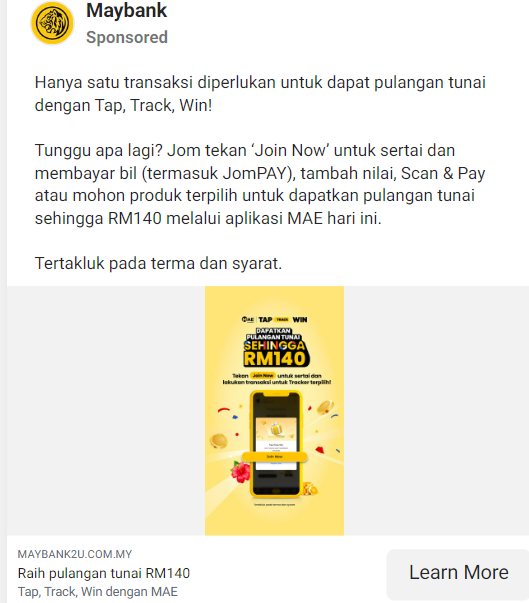 Maybank
Sponsored
Hanya satu transaksi diperlukan untuk dapat pulangan tunai
dengan Tap, Track, Win!
Tunggu apa lagi? Jom tekan ‘Join Now’ untuk sertai dan
membayar bil (termasuk JomPAY), tambah nilai, Scan & Pay
atau mohon produk terpilih untuk dapatkan pulangan tunai
sehingga RM140 melalui aplikasi MAE hari ini.
Tertakluk pada terma dan syarat.
TAP TRACK WIN
DAPATKAN
PULANGAN TUNAI
SEHINGGA
RM140
Tekan Join Now untuk sertai dan
lakukan transaksi untuk Tracker terpilih!
Join Now
MAYBANK2U.COM.MY
Raih pulangan tunai RM140
Tap, Track, Win dengan MAE
Learn More